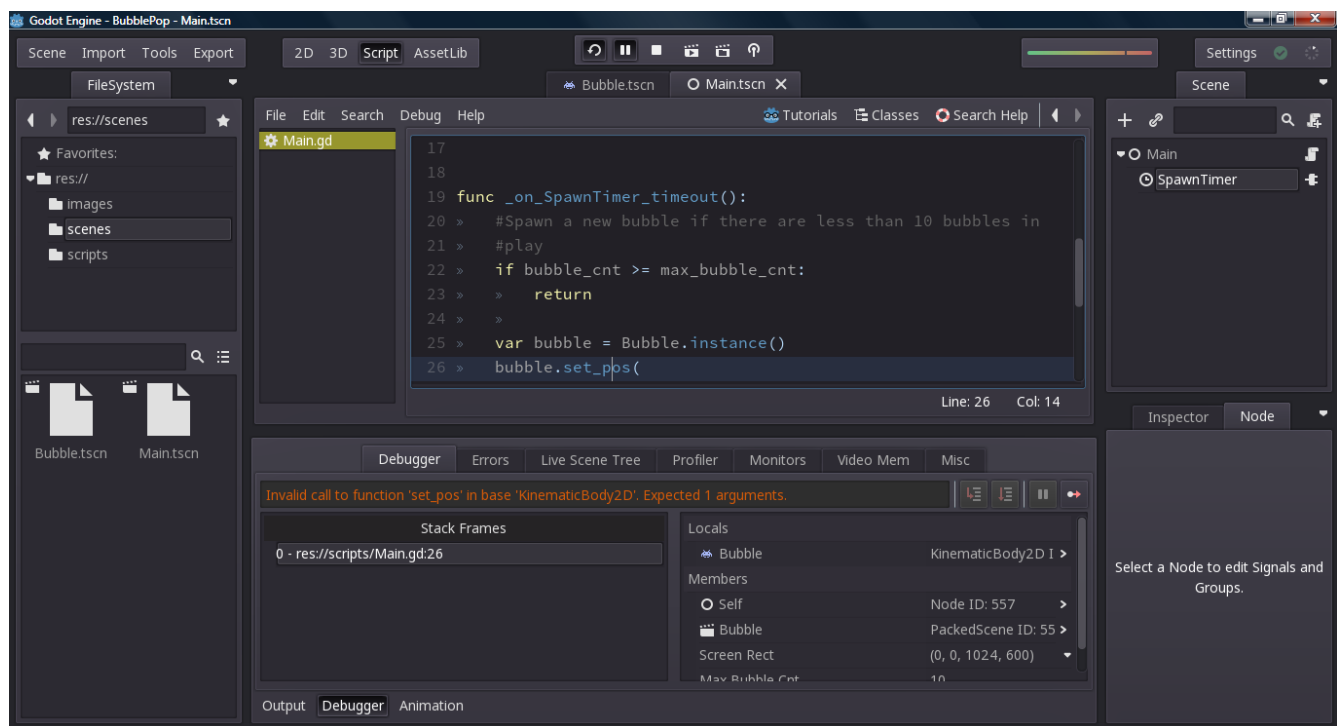 Godot Engine - BubblePop - Main.tscn
Scene Import Tools Export 2D 3D Script AssetLib Settings
FileSystem Bubble.tscn Main.tscn X Scene
res://scenes File Edit Search Debug Help Tutorials Classes Search Help
Favorites:
res://
images
scenes
scripts
Bubble.tscn Main.tscn
Main.gd
17
18
19 func _on_SpawnTimer_timeout():
20 » #Spawn a new bubble if there are less than 10 bubbles in
21 » #play
22 » if bubble_cnt >= max_bubble_cnt:
23 » » return
24 » »
25 » var bubble = Bubble.instance()
26 » bubble.set_pos(
Line: 26 Col: 14
Main
SpawnTimer
Debugger Errors Live Scene Tree Profiler Monitors Video Mem Misc
Invalid call to function 'set_pos' in base 'KinematicBody2D'. Expected 1 arguments.
Stack Frames
0 - res://scripts/Main.gd:26
Locals
Bubble KinematicBody2D I
Members
Self Node ID: 557
Bubble PackedScene ID: 55
Screen Rect (0, 0, 1024, 600)
Max Bubble Cnt 10
Output Debugger Animation
Inspector Node
Select a Node to edit Signals and
Groups.